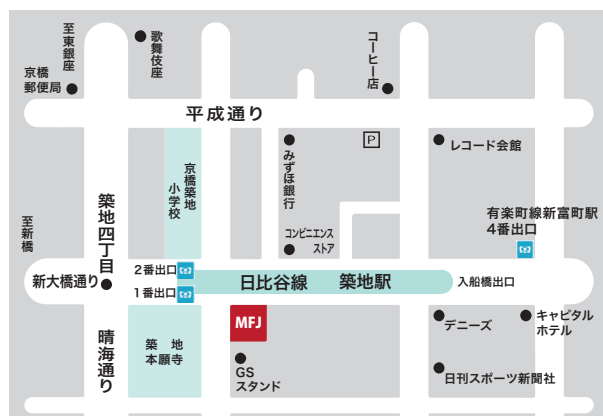 至東銀座
歌舞伎座
コーヒー店
京橋
郵便局
平成通り
京橋築地
小学校
みずほ銀行
P
レコード会館
至新橋
築地四丁目
コンビニエンス
ストア
有楽町線新富町駅
4番出口
新大橋通り
2番出口
1番出口
日比谷線 築地駅
入船橋出口
晴海通り
築 地
本願寺
MFJ
GS
スタンド
デニーズ
キャピタル
ホテル
日刊スポーツ新聞社